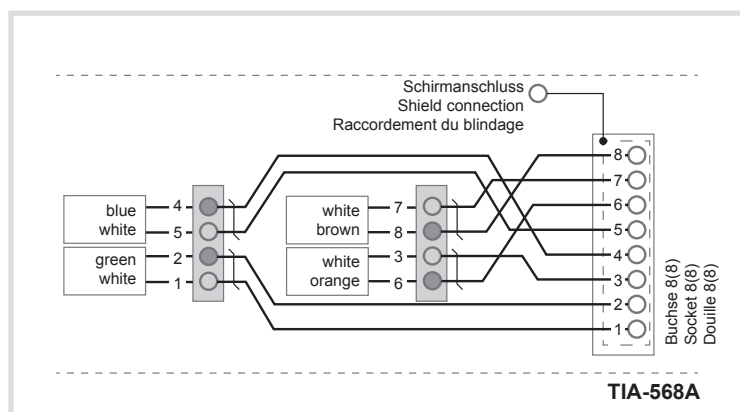 Schirmanschluss
Shield connection
Raccordement du blindage
8
7
6
5
4
3
2
1
blue
white
4
5
green
white
2
1
white
brown
7
8
white
orange
3
6
Buchse 8(8)
Socket 8(8)
Douille 8(8)
TIA-568A